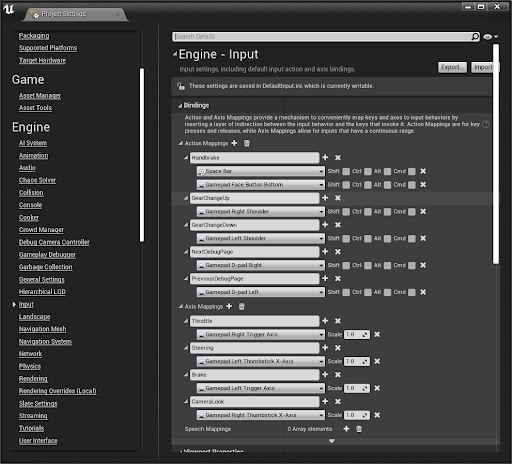 Project Settings
Packaging
Supported Platforms
Target Hardware
Game
Asset Manager
Asset Tools
Engine
AI System
Animation
Audio
Chaos Solver
Collision
Console
Cooker
Crowd Manager
Debug Camera Controller
Gameplay Debugger
Garbage Collection
General Settings
Hierarchical LOD
Input
Landscape
Navigation Mesh
Navigation System
Network
Physics
Rendering
Rendering Overrides (Local)
Slate Settings
Streaming
Tutorials
User Interface
Search Details
Engine - Input
Input settings, including default input action and axis bindings.
Export...
Import
These settings are saved in DefaultInput.ini, which is currently writable.
Bindings
Action and Axis Mappings provide a mechanism to conveniently map keys and axes to input behaviors by
inserting a layer of indirection between the input behavior and the keys that invoke it. Action Mappings are for key
presses and releases, while Axis Mappings allow for inputs that have a continuous range.
Action Mappings
Handbrake
Space Bar Shift Ctrl Alt Cmd
Gamepad Face Button Bottom Shift Ctrl Alt Cmd
GearChangeUp
Gamepad Right Shoulder Shift Ctrl Alt Cmd
GearChangeDown
Gamepad Left Shoulder Shift Ctrl Alt Cmd
NextDebugPage
Gamepad D-pad Right Shift Ctrl Alt Cmd
PreviousDebugPage
Gamepad D-pad Left Shift Ctrl Alt Cmd
Axis Mappings
Throttle
Gamepad Right Trigger Axis Scale 1.0
Steering
Gamepad Left Thumbstick X-Axis Scale 1.0
Brake
Gamepad Left Trigger Axis Scale 1.0
CameraLook
Gamepad Right Thumbstick X-Axis Scale 1.0
Speech Mappings 0 Array elements
Viewport Properties